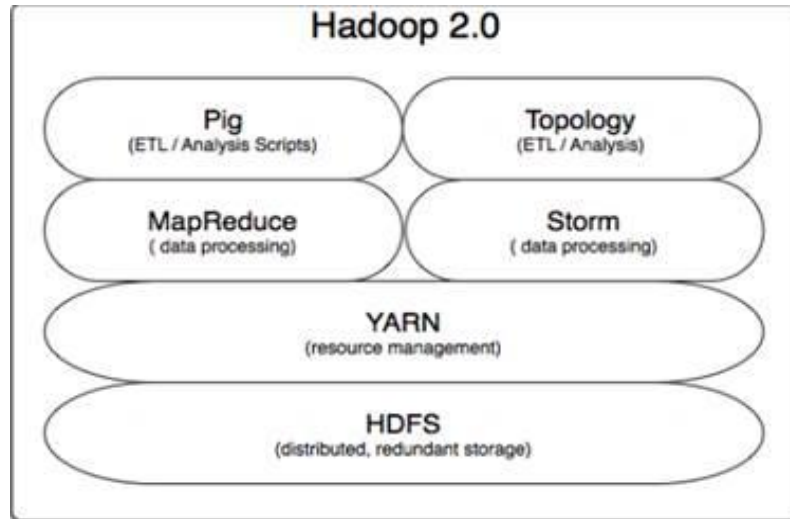 Hadoop 2.0
Pig
(ETL / Analysis Scripts)
Topology
(ETL / Analysis)
MapReduce
( data processing)
Storm
( data processing)
YARN
(resource management)
HDFS
(distributed, redundant storage)